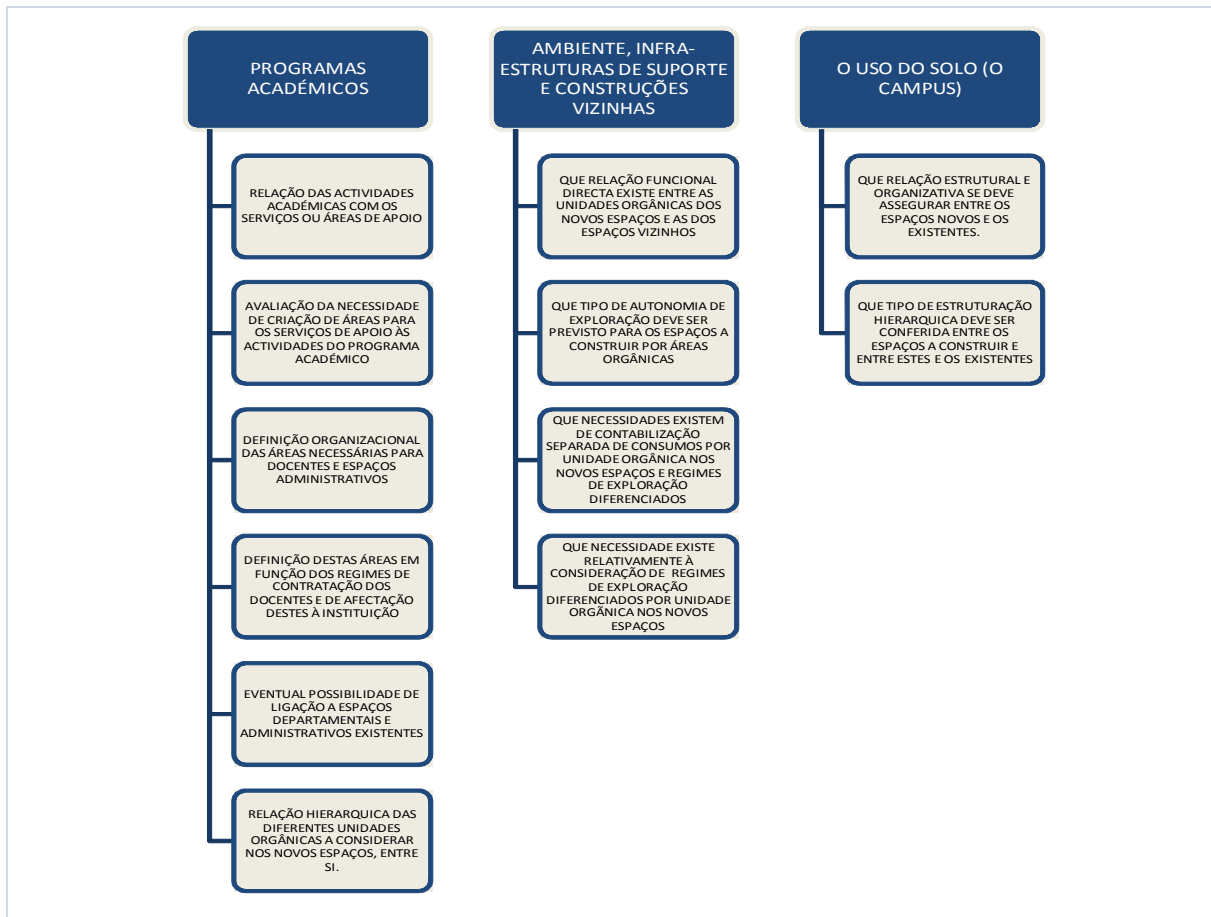 PROGRAMAS
ACADÉMICOS
RELAÇÃO DAS ACTIVIDADES
ACADÉMICAS COM OS
SERVIÇOS OU ÁREAS DE APOIO
AVALIAÇÃO DA NECESSIDADE
DE CRIAÇÃO DE ÁREAS PARA
OS SERVIÇOS DE APOIO ÀS
ACTIVIDADES DO PROGRAMA
ACADÉMICO
DEFINIÇÃO ORGANIZACIONAL
DAS ÁREAS NECESSÁRIAS PARA
DOCENTES E ESPAÇOS
ADMINISTRATIVOS
DEFINIÇÃO DESTAS ÁREAS EM
FUNÇÃO DOS REGIMES DE
CONTRATAÇÃO DOS
DOCENTES E DE AFECTAÇÃO
DESTES À INSTITUIÇÃO
EVENTUAL POSSIBILIDADE DE
LIGAÇÃO A ESPAÇOS
DEPARTAMENTAIS E
ADMINISTRATIVOS EXISTENTES
RELAÇÃO HIERARQUICA DAS
DIFERENTES UNIDADES
ORGÂNICAS A CONSIDERAR
NOS NOVOS ESPAÇOS, ENTRE
SI.
AMBIENTE, INFRA-
ESTRUTURAS DE SUPORTE
E CONSTRUÇÕES
VIZINHAS
QUE RELAÇÃO FUNCIONAL
DIRECTA EXISTE ENTRE AS
UNIDADES ORGÂNICAS DOS
NOVOS ESPAÇOS E AS DOS
ESPAÇOS VIZINHOS
QUE TIPO DE AUTONOMIA DE
EXPLORAÇÃO DEVE SER
PREVISTO PARA OS ESPAÇOS A
CONSTRUIR POR ÁREAS
ORGÂNICAS
QUE NECESSIDADES EXISTEM
DE CONTABILIZAÇÃO
SEPARADA DE CONSUMOS POR
UNIDADE ORGÂNICA NOS
NOVOS ESPAÇOS E REGIMES
DE EXPLORAÇÃO
DIFERENCIADOS
QUE NECESSIDADE EXISTE
RELATIVAMENTE À
CONSIDERAÇÃO DE REGIMES
DE EXPLORAÇÃO
DIFERENCIADOS POR UNIDADE
ORGÃNICA NOS NOVOS
ESPAÇOS
O USO DO SOLO (O
CAMPUS)
QUE RELAÇÃO ESTRUTURAL E
ORGANIZATIVA SE DEVE
ASSEGURAR ENTRE OS
ESPAÇOS NOVOS E OS
EXISTENTES.
QUE TIPO DE ESTRUTURAÇÃO
HIERARQUICA DEVE SER
CONFERIDA ENTRE OS
ESPAÇOS A CONSTRUIR E
ENTRE ESTES E OS EXISTENTES